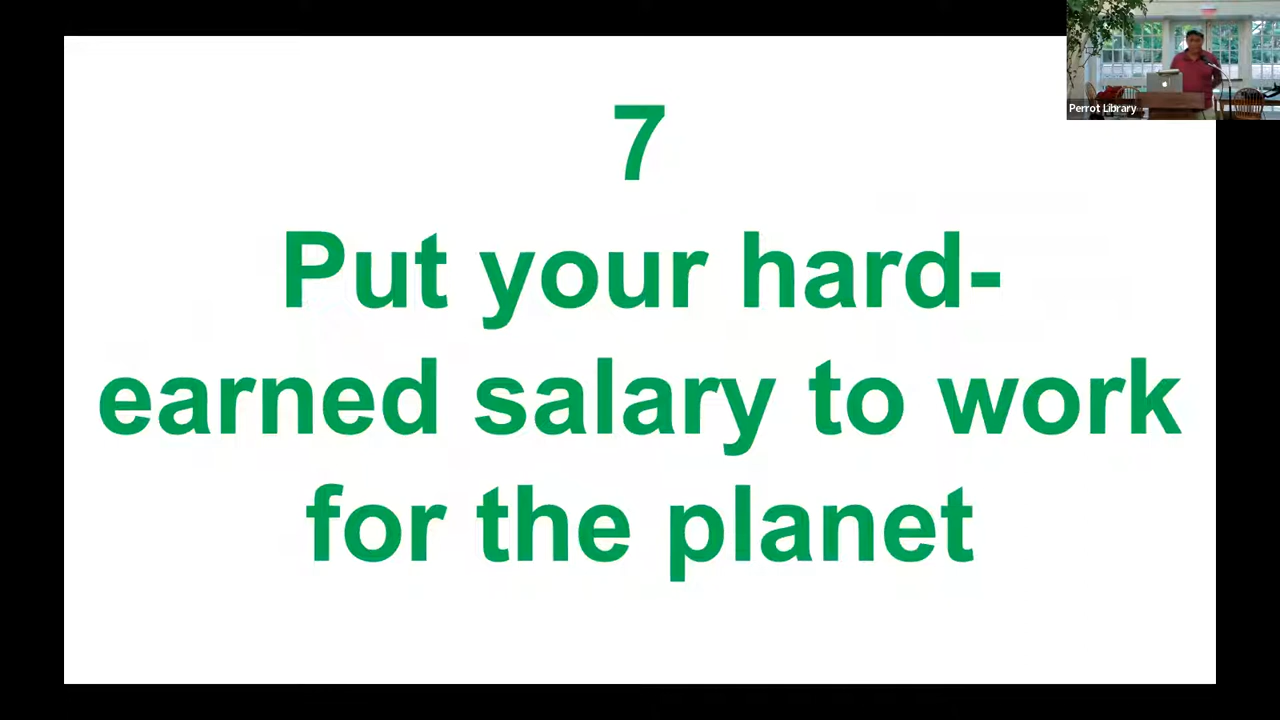 7
Put your hard-
earned salary to work
for the planet
Perrot Library